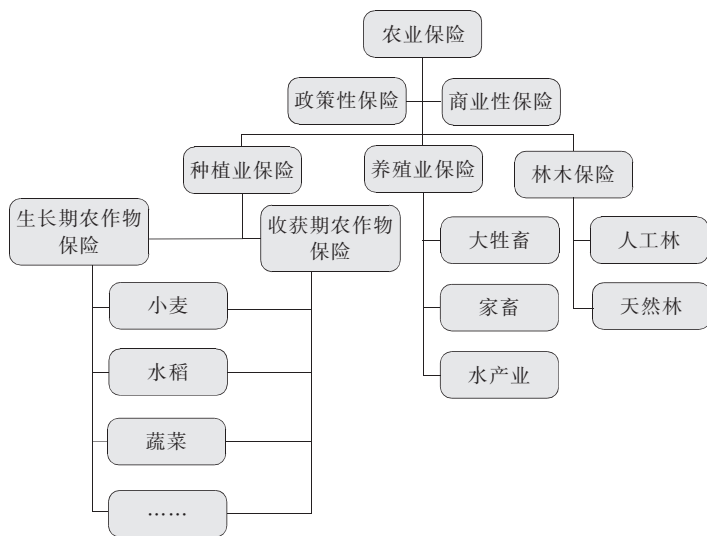 农业保险
政策性保险
商业性保险
种植业保险
养殖业保险
林木保险
生长期农作物
保险
收获期农作物
保险
大牲畜
人工林
小麦
家畜
天然林
水稻
水产业
蔬菜
……